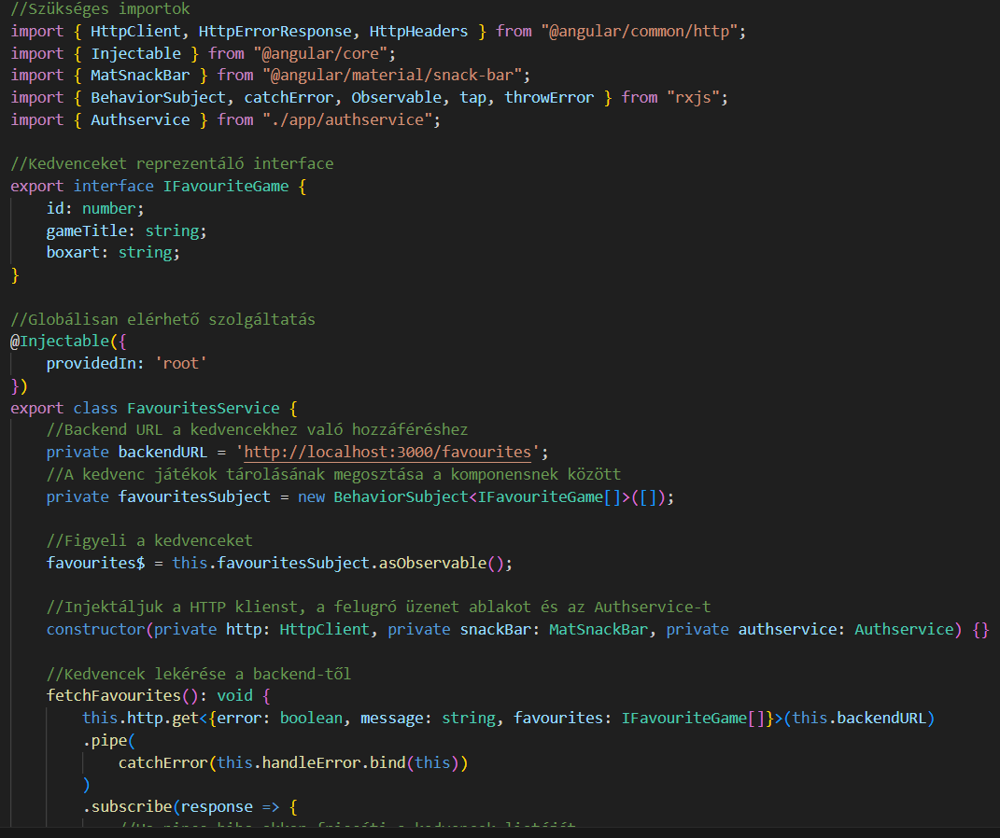 //Szükséges importok
import { HttpClient, HttpErrorResponse, HttpHeaders } from "@angular/common/http";
import { Injectable } from "@angular/core";
import { MatSnackBar } from "@angular/material/snack-bar";
import { BehaviorSubject, catchError, Observable, tap, throwError } from "rxjs";
import { Authservice } from "./app/authservice";
//Kedvenceket reprezentáló interface
export interface IFavouriteGame {
id: number;
gameTitle: string;
boxart: string;
}
//Globálisan elérhető szolgáltatás
@Injectable({
providedIn: 'root'
})
export class FavouritesService {
//Backend URL a kedvencekhez való hozzáféréshez
private backendURL = 'http://localhost:3000/favourites';
//A kedvenc játékok tárolásának megosztása a komponensnek között
private favouritesSubject = new BehaviorSubject<IFavouriteGame[]>([]);
//Figyeli a kedvenceket
favourites$ = this.favouritesSubject.asObservable();
//Injektáljuk a HTTP klienst, a felugró üzenet ablakot és az Authservice-t
constructor(private http: HttpClient, private snackBar: MatSnackBar, private authservice: Authservice) {}
//Kedvencek lekérése a backend-től
fetchFavourites(): void {
this.http.get<{error: boolean, message: string, favourites: IFavouriteGame[]}>(this.backendURL)
.pipe(
catchError(this.handleError.bind(this))
)
.subscribe(response => {